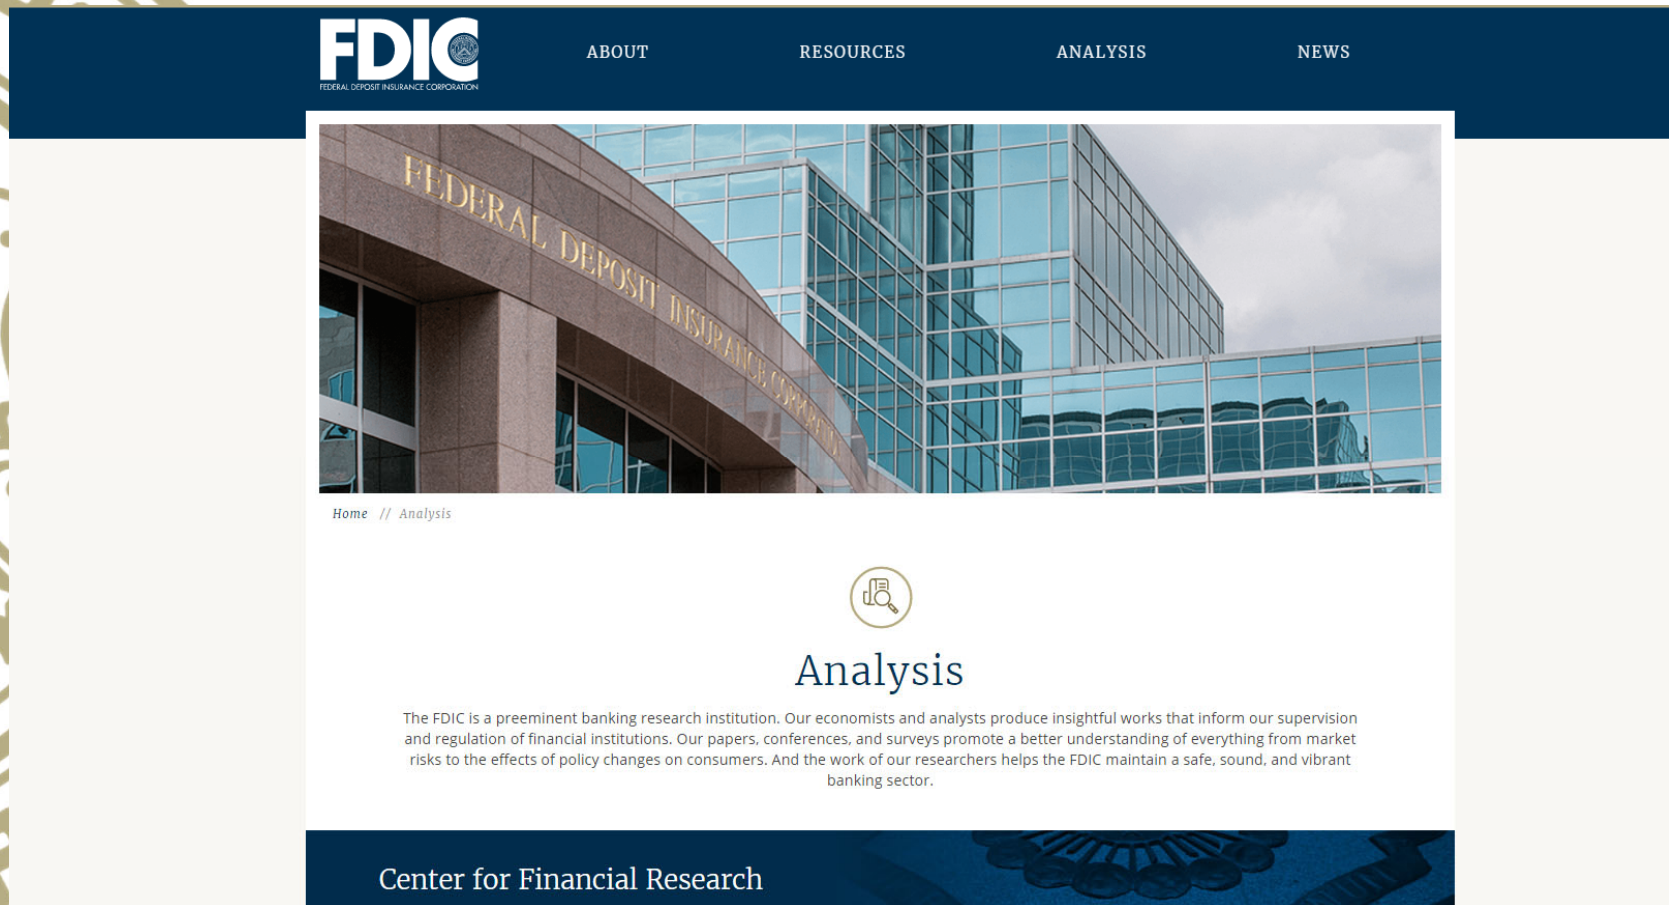 FDIC
FEDERAL DEPOSIT INSURANCE CORPORATION
ABOUT
RESOURCES
ANALYSIS
NEWS
FEDERAL DEPOSIT INSURANCE CORPORATION
Home // Analysis
Analysis
The FDIC is a preeminent banking research institution. Our economists and analysts produce insightful works that inform our supervision
and regulation of financial institutions. Our papers, conferences, and surveys promote a better understanding of everything from market
risks to the effects of policy changes on consumers. And the work of our researchers helps the FDIC maintain a safe, sound, and vibrant
banking sector.
Center for Financial Research